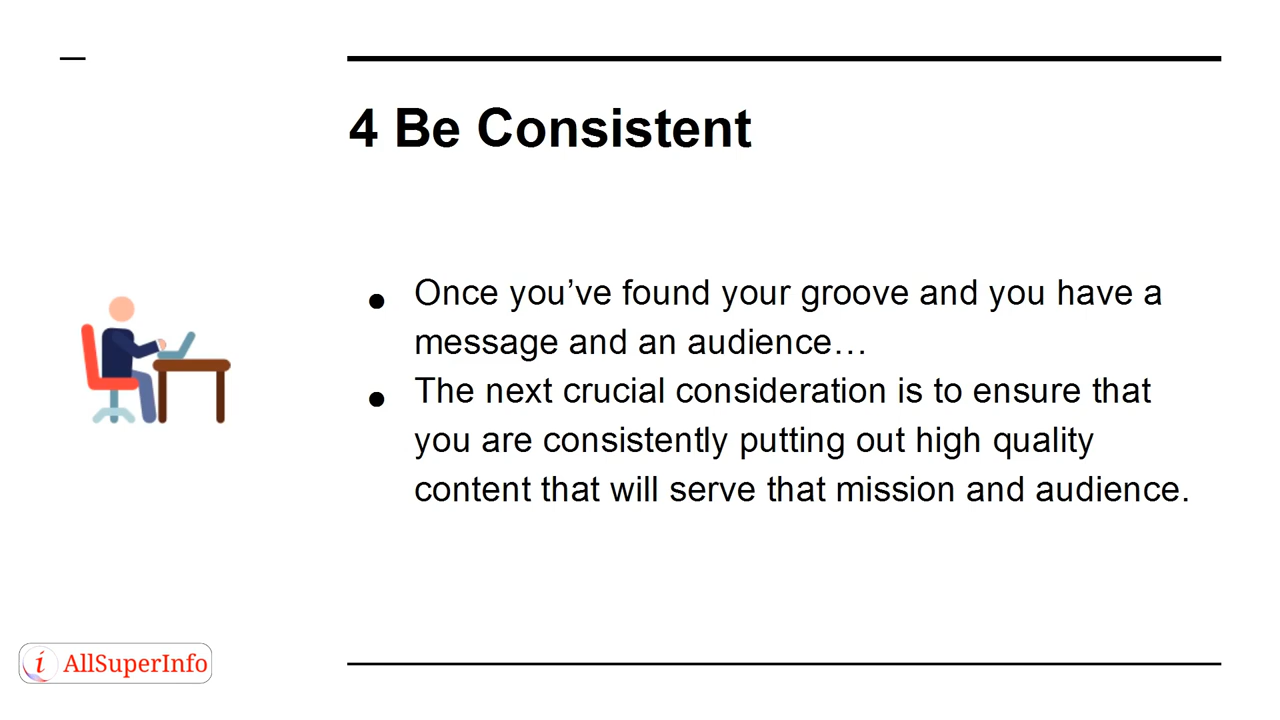 4 Be Consistent
● Once you’ve found your groove and you have a
message and an audience…
● The next crucial consideration is to ensure that
you are consistently putting out high quality
content that will serve that mission and audience.
i AllSuperInfo